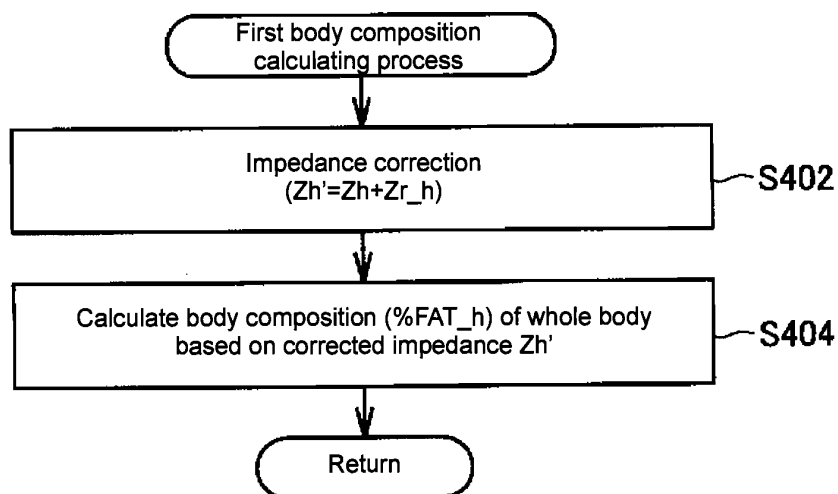 First body composition
calculating process
Impedance correction
(Zh’=Zh+Zr_h)
S402
Calculate body composition (%FAT_h) of whole body
based on corrected impedance Zh’
S404
Return